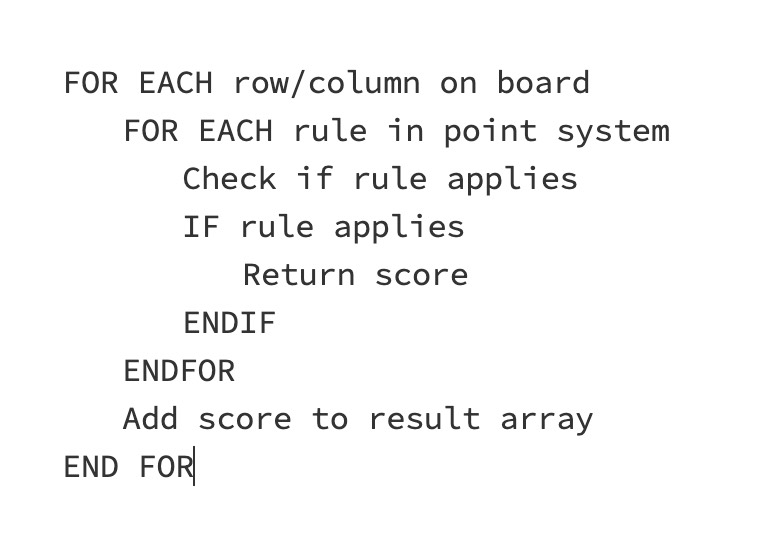 FOR EACH row/column on board
FOR EACH rule in point system
Check if rule applies
IF rule applies
Return score
ENDIF
ENDFOR
Add score to result array
END FOR